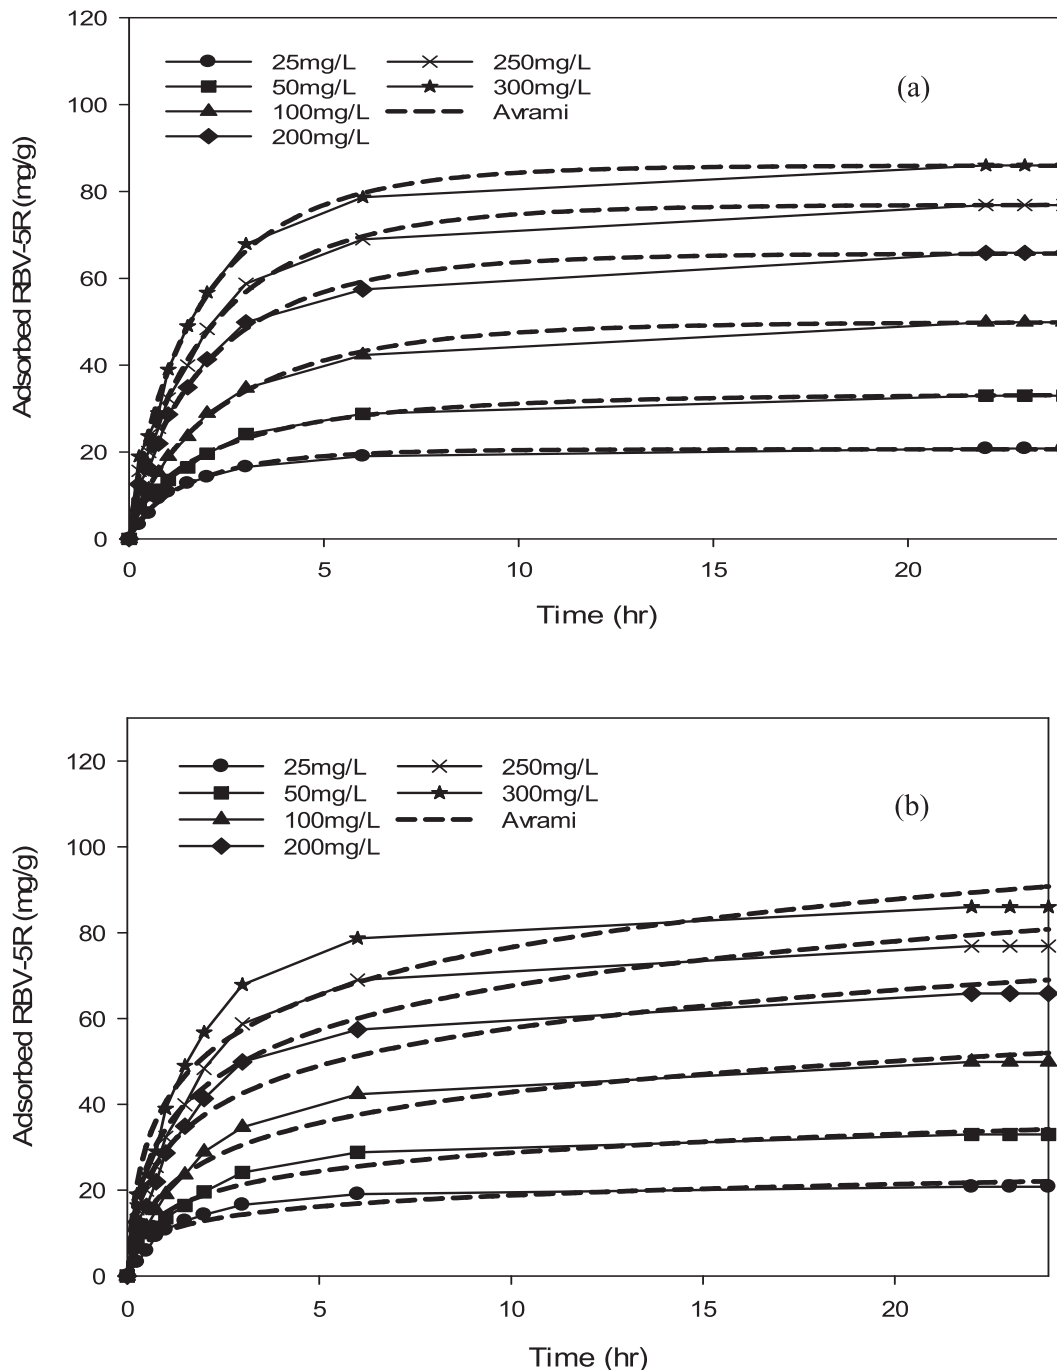 120
100
80
60
40
20
0
Adsorbed RBV-5R (mg/g)
25mg/L
50mg/L
100mg/L
200mg/L
250mg/L
300mg/L
Avrami
(a)
0 5 10 15 20
Time (hr)
120
100
80
60
40
20
0
Adsorbed RBV-5R (mg/g)
25mg/L
50mg/L
100mg/L
200mg/L
250mg/L
300mg/L
Avrami
(b)
0 5 10 15 20
Time (hr)